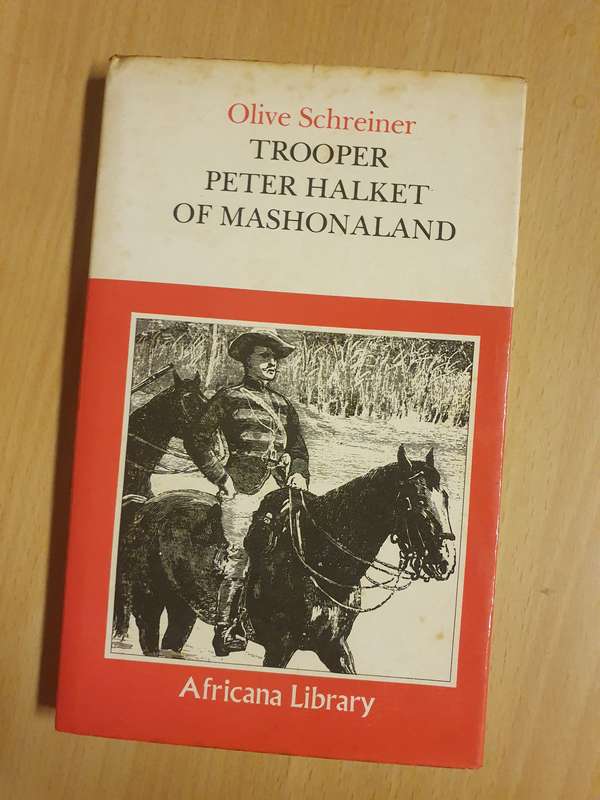 Olive Schreiner
TROOPER
PETER HALKET
OF MASHONALAND
Africana Library